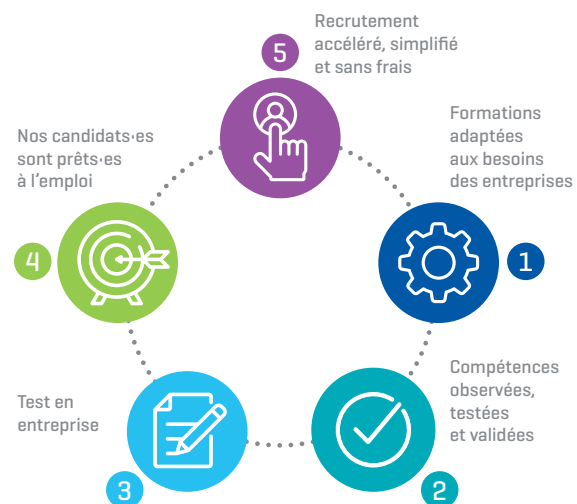 5
Recrutement
accéléré, simplifié
et sans frais
Formations
adaptées
aux besoins
des entreprises
1
Compétences
observées,
testées
et validées
2
Test en
entreprise
3
Nos candidats·es
sont prêts·es
à l'emploi
4